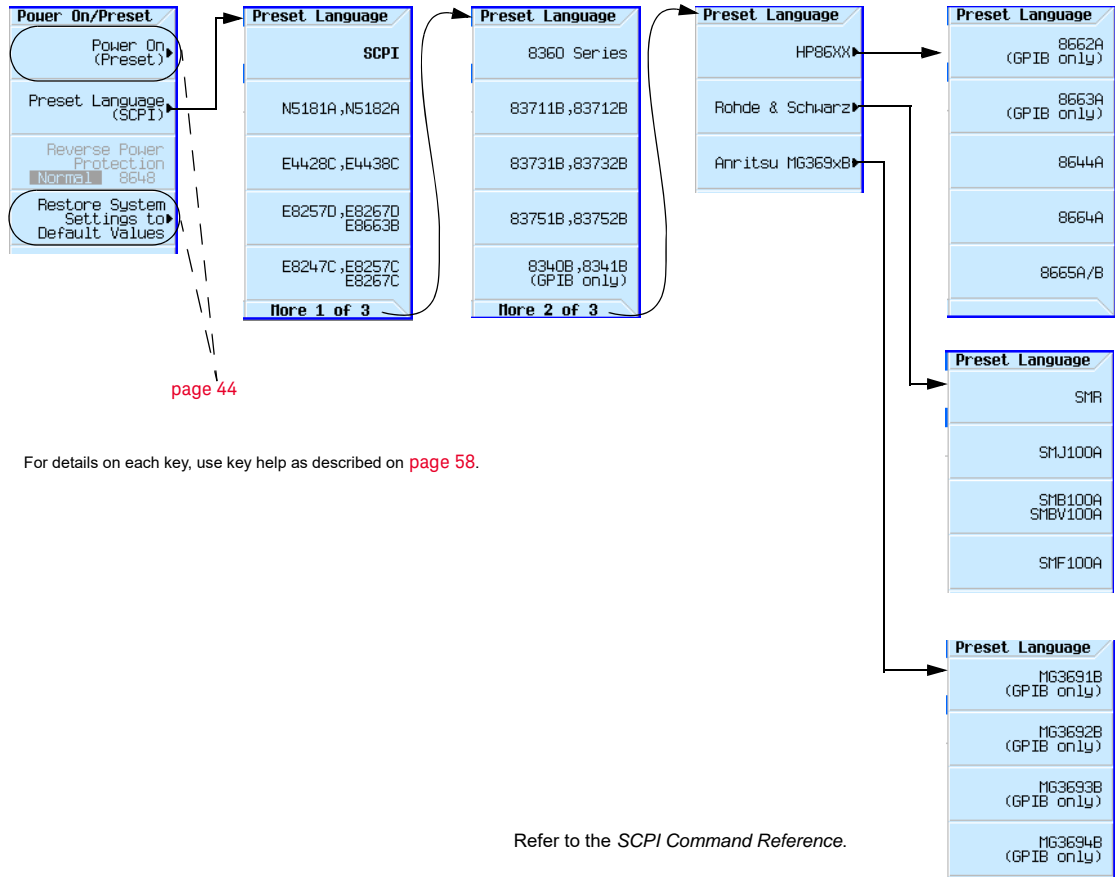 Power On/Preset
Power On
(Preset)
Preset Language
(SCPI)
Reverse Power
Protection
Normal 8648
Restore System
Settings to
Default Values
page 44
Preset Language
SCPI
N5181A,N5182A
E4428C,E4438C
E8257D,E8267D
E8663B
E8247C,E8257C
E8267C
More 1 of 3
Preset Language
8360 Series
83711B,83712B
83731B,83732B
83751B,83752B
8340B,8341B
(GPIB only)
More 2 of 3
Preset Language
HP86XX
Rohde & Schwarz
Anritsu MG369xB
Preset Language
8662A
(GPIB only)
8663A
(GPIB only)
8644A
8664A
8665A/B
Preset Language
SMR
SMJ100A
SMB100A
SMBV100A
SMF100A
Preset Language
MG3691B
(GPIB only)
MG3692B
(GPIB only)
MG3693B
(GPIB only)
MG3694B
(GPIB only)
For details on each key, use key help as described on page 58.
Refer to the SCPI Command Reference.